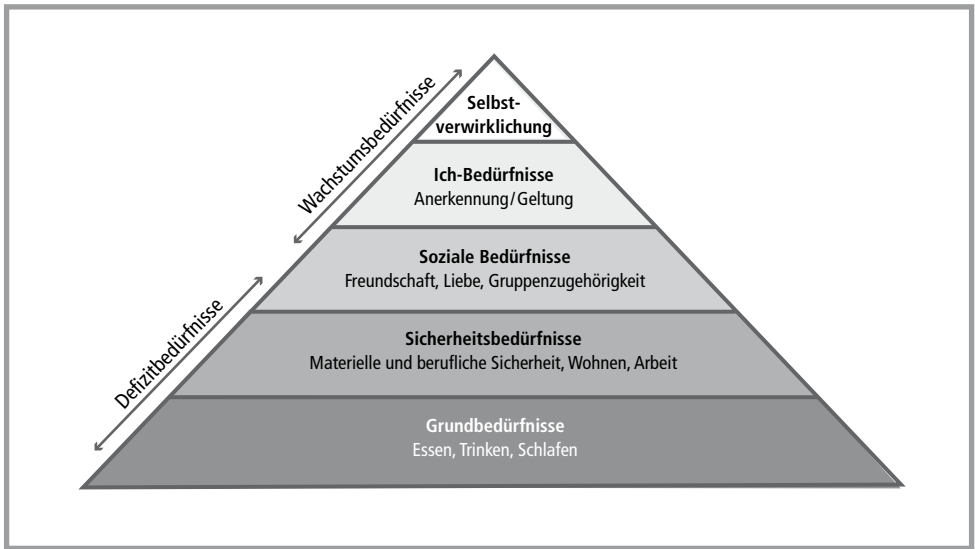 Wachstumsbedürfnisse
Defizitbedürfnisse
Selbst-
verwirklichung
Ich-Bedürfnisse
Anerkennung/Geltung
Soziale Bedürfnisse
Freundschaft, Liebe, Gruppenzugehörigkeit
Sicherheitsbedürfnisse
Materielle und berufliche Sicherheit, Wohnen, Arbeit
Grundbedürfnisse
Essen, Trinken, Schlafen